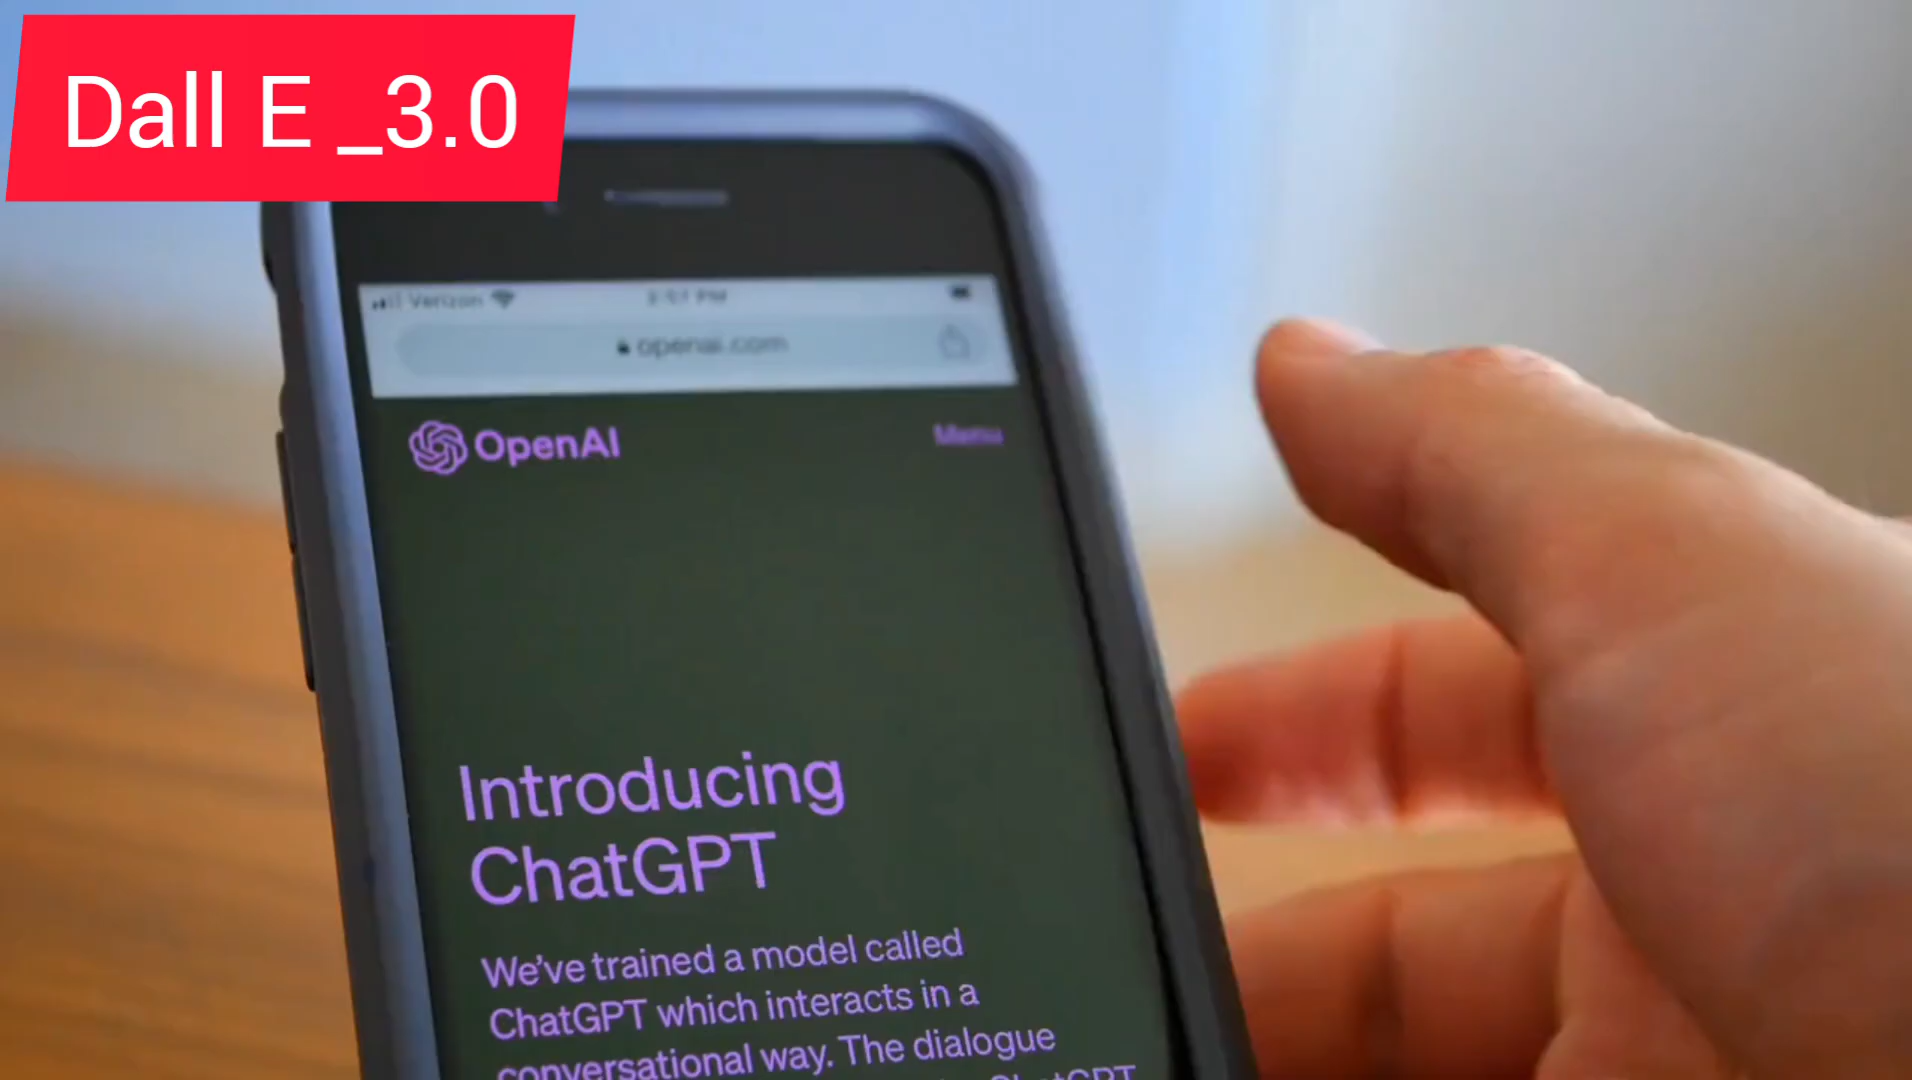 Dall E _3.0
Verizon
openai.com
OpenAI
Menu
Introducing
ChatGPT
We've trained a model called
ChatGPT which interacts in a
conversational way. The dialogue
ChatGPT